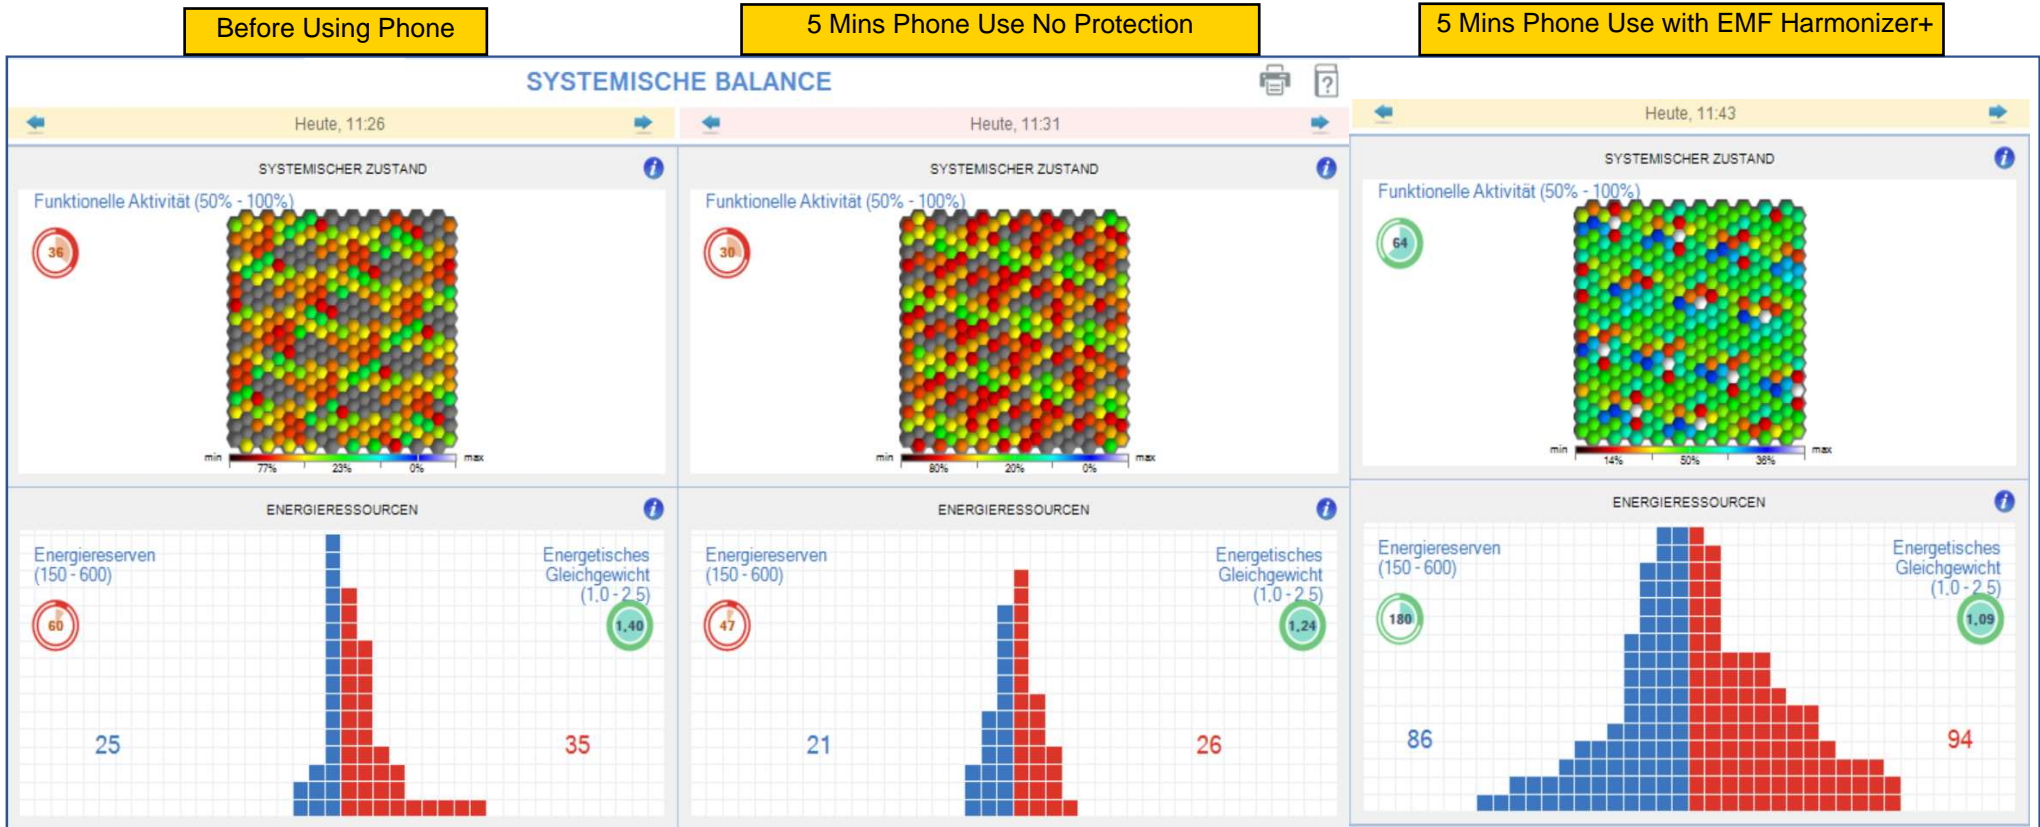 Before Using Phone
5 Mins Phone Use No Protection
5 Mins Phone Use with EMF Harmonizer+
SYSTEMISCHE BALANCE
?
Heute, 11:26
Heute, 11:31
Heute, 11:43
SYSTEMISCHER ZUSTAND
i
Funktionelle Aktivität (50% - 100%)
36
min
max
77%
23%
0%
SYSTEMISCHER ZUSTAND
i
Funktionelle Aktivität (50% - 100%)
30
min
max
80%
20%
0%
SYSTEMISCHER ZUSTAND
i
Funktionelle Aktivität (50% - 100%)
64
min
max
14%
50%
36%
ENERGIERESSOURCEN
i
Energiereserven
(150 - 600)
60
Energetisches
Gleichgewicht
(1.0 - 2.5)
1,40
25
35
ENERGIERESSOURCEN
i
Energiereserven
(150 - 600)
47
Energetisches
Gleichgewicht
(1.0 - 2.5)
1,24
21
26
ENERGIERESSOURCEN
i
Energiereserven
(150 - 600)
180
Energetisches
Gleichgewicht
(1.0 - 2.5)
1,09
86
94